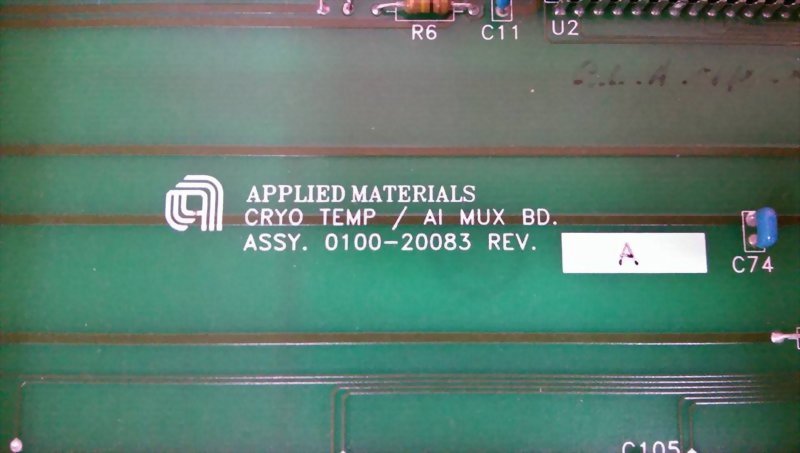 R6
C11
U2
APPLIED MATERIALS
CRYO TEMP / AI MUX BD.
ASSY. 0100-20083 REV. A
C74
C105